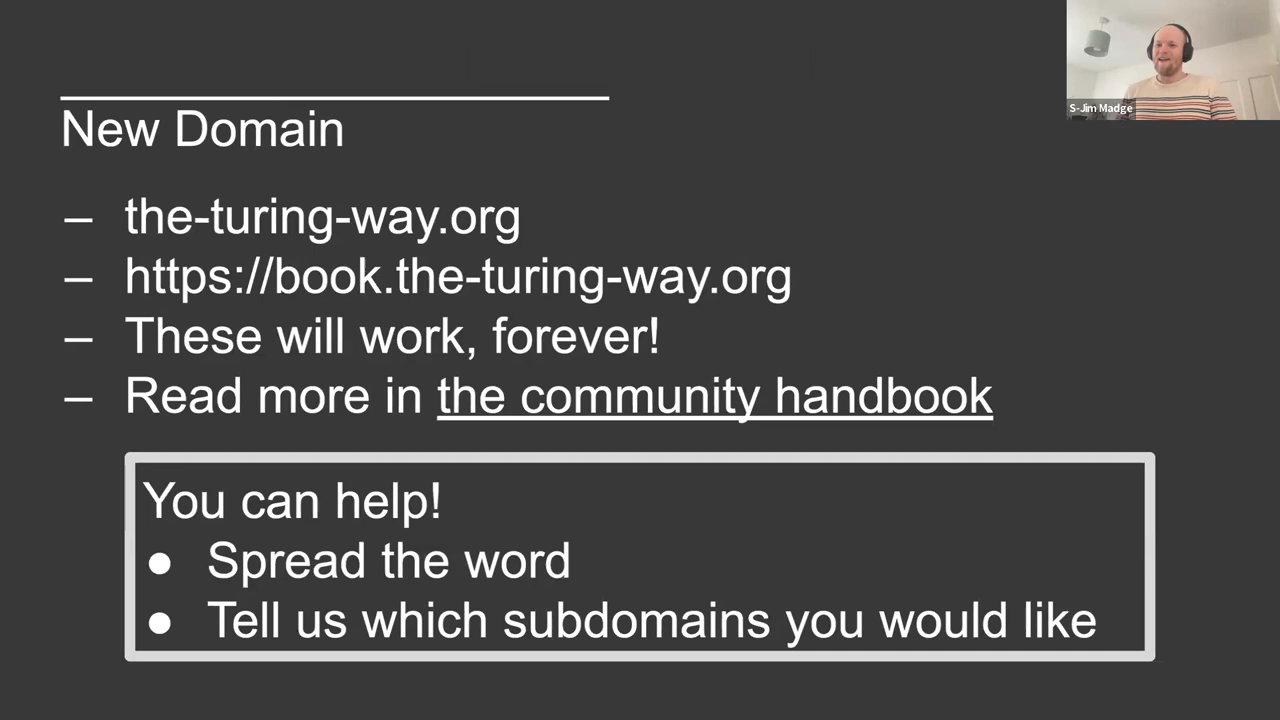 S-Jim Madge
New Domain
– the-turing-way.org
– https://book.the-turing-way.org
– These will work, forever!
– Read more in the community handbook
You can help!
● Spread the word
● Tell us which subdomains you would like